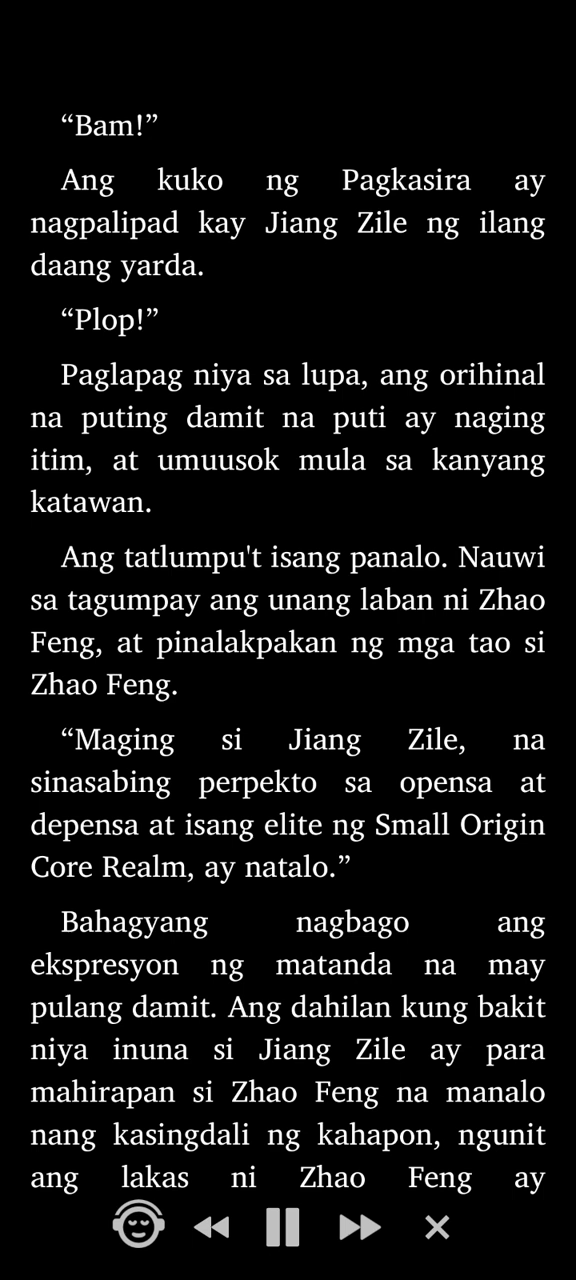 “Bam!”
Ang kuko ng Pagkasira ay
nagpalipad kay Jiang Zile ng ilang
daang yarda.
“Plop!”
Paglapag niya sa lupa, ang orihinal
na puting damit na puti ay naging
itim, at umuusok mula sa kanyang
katawan.
Ang tatlumpu't isang panalo. Nauwi
sa tagumpay ang unang laban ni Zhao
Feng, at pinalakpakan ng mga tao si
Zhao Feng.
“Maging si Jiang Zile, na
sinasabing perpekto sa opensa at
depensa at isang elite ng Small Origin
Core Realm, ay natalo.”
Bahagyang nagbago ang
ekspresyon ng matanda na may
pulang damit. Ang dahilan kung bakit
niya inuna si Jiang Zile ay para
mahirapan si Zhao Feng na manalo
nang kasingdali ng kahapon, ngunit
ang lakas ni Zhao Feng ay